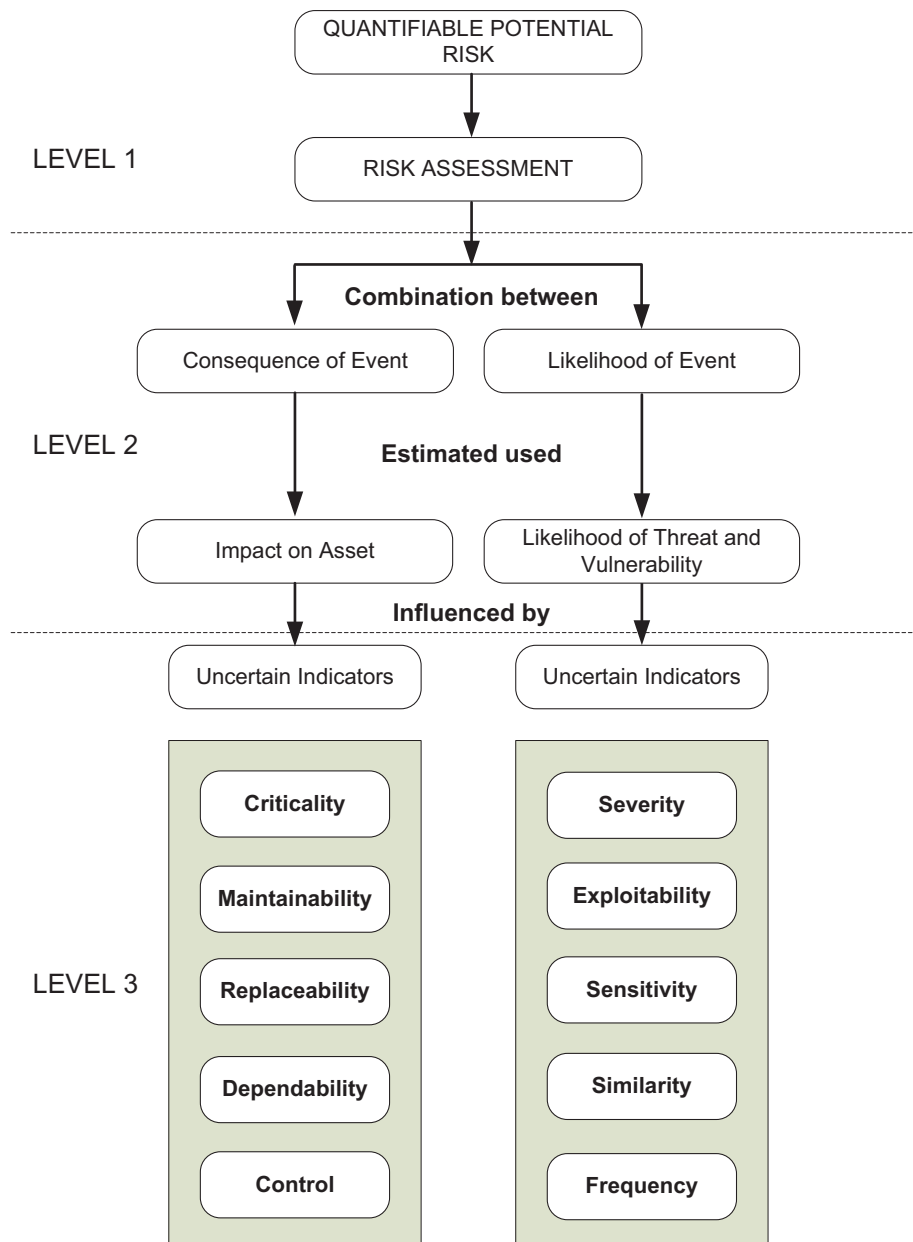 QUANTIFIABLE POTENTIAL
RISK
LEVEL 1
RISK ASSESSMENT
Combination between
Consequence of Event
Likelihood of Event
LEVEL 2
Estimated used
Impact on Asset
Likelihood of Threat and
Vulnerability
Influenced by
Uncertain Indicators
Uncertain Indicators
LEVEL 3
Criticality
Maintainability
Replaceability
Dependability
Control
Severity
Exploitability
Sensitivity
Similarity
Frequency